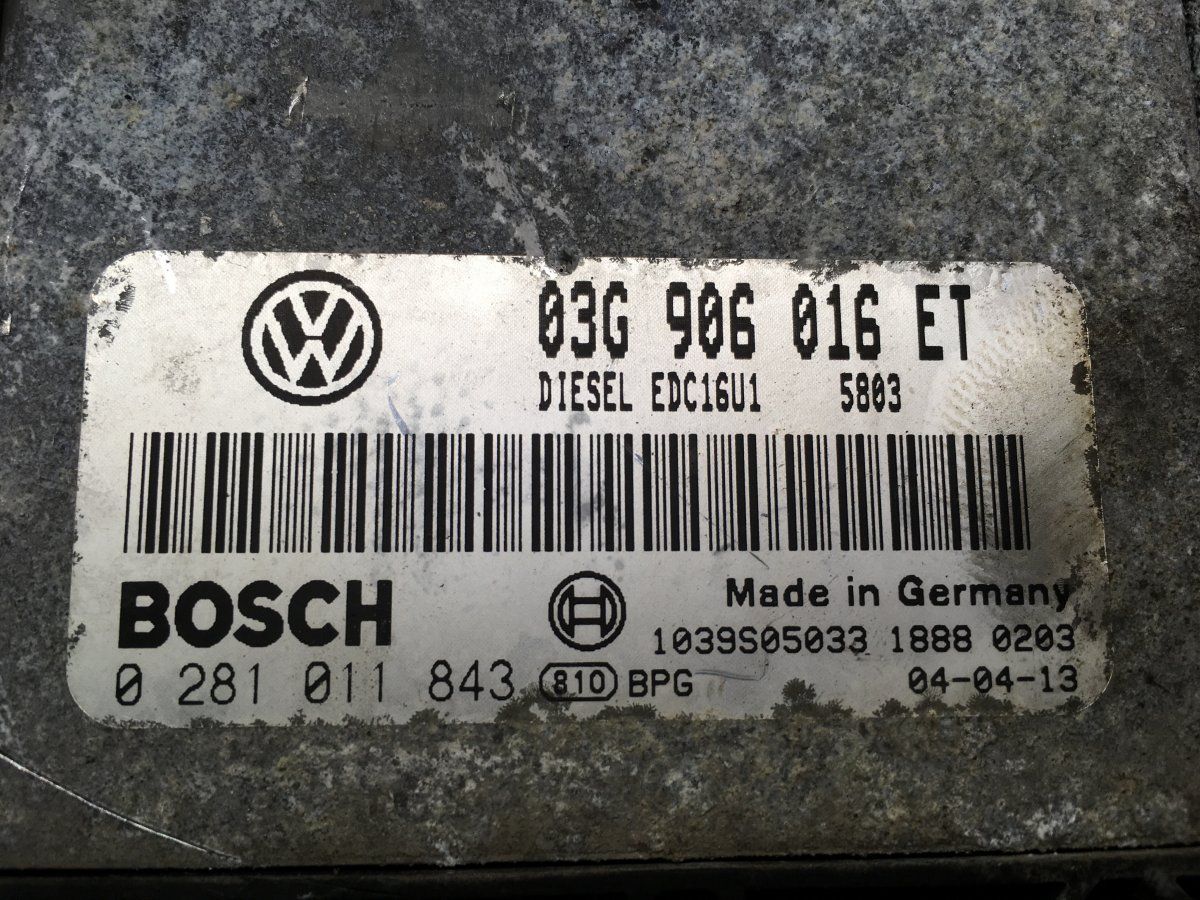 03G 906 016 ET
DIESEL EDC16U1 5803
BOSCH
Made in Germany
1039S05033 1888 0203
0 281 011 843 810 BPG 04-04-13